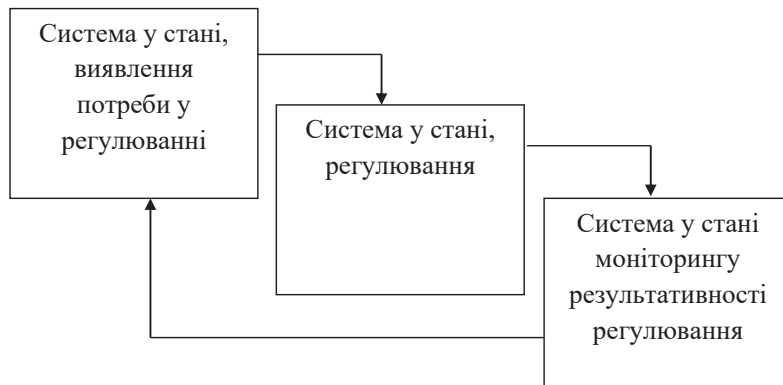 Система у стані,
виявлення
потреби у
регулюванні
Система у стані,
регулювання
Система у стані
моніторингу
результативності
регулювання